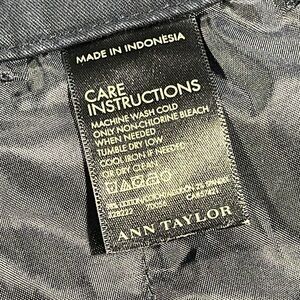 MADE IN INDONESIA
CARE
INSTRUCTIONS
MACHINE WASH COLD
ONLY NON-CHLORINE BLEACH
WHEN NEEDED
TUMBLE DRY LOW
COOL IRON IF NEEDED
OR DRY CLEAN
ANN TAYLOR